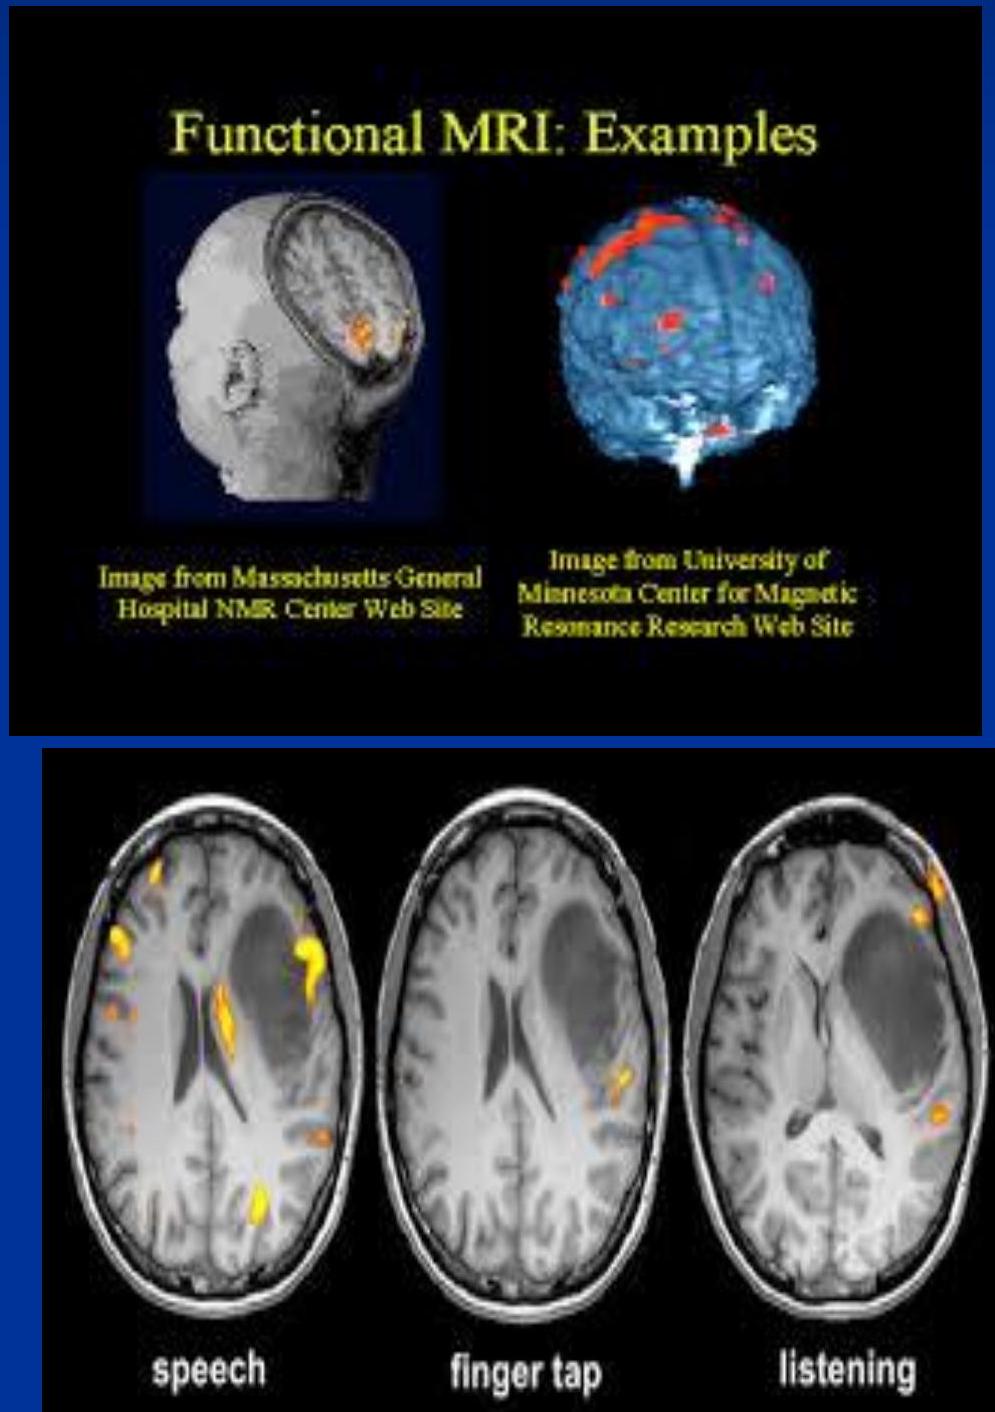 Functional MRI: Examples
Image from Massachusetts General
Hospital NMR Center Web Site
Image from University of
Minnesota Center for Magnetic
Resonance Research Web Site
speech
finger tap
listening